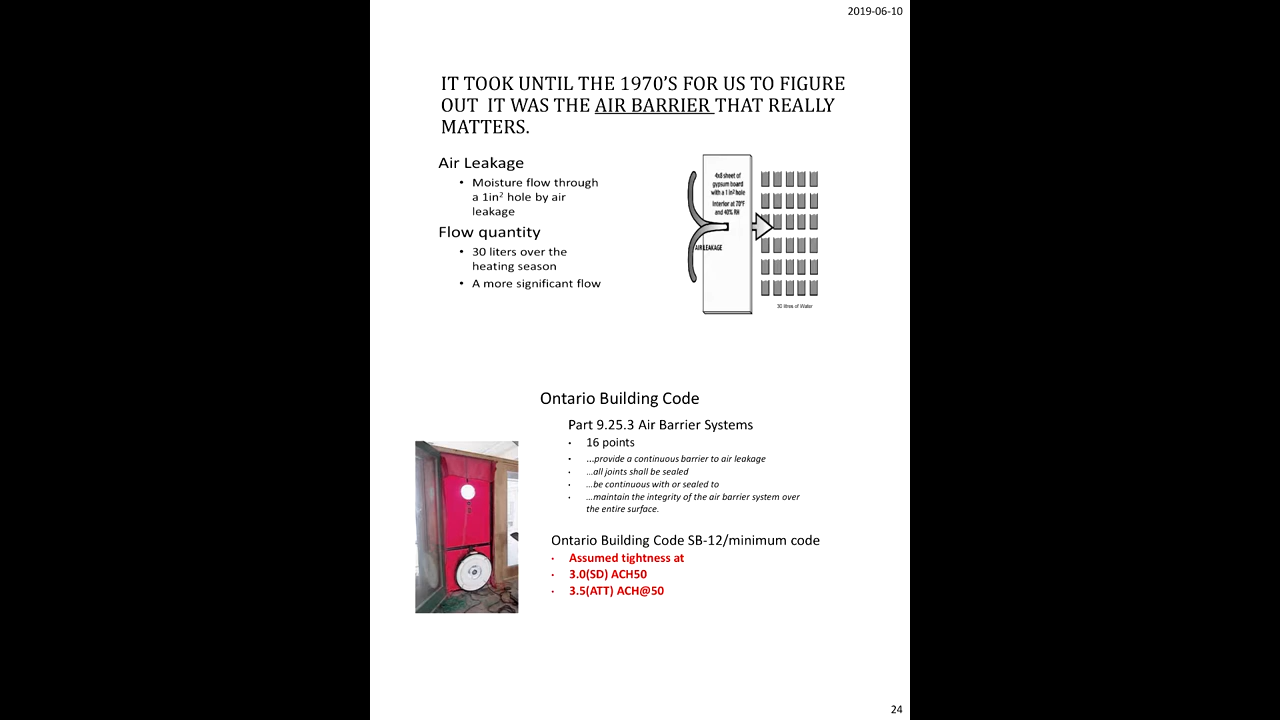 2019-06-10
IT TOOK UNTIL THE 1970’S FOR US TO FIGURE
OUT IT WAS THE AIR BARRIER THAT REALLY
MATTERS.
Air Leakage
• Moisture flow through
a 1in² hole by air
leakage
Flow quantity
• 30 liters over the
heating season
• A more significant flow
4x8 sheet of
gypsum board
with a 1 in² hole
Interior at 70°F
and 40% RH
AIR LEAKAGE
30 litres of Water
Ontario Building Code
Part 9.25.3 Air Barrier Systems
• 16 points
• ...provide a continuous barrier to air leakage
• ...all joints shall be sealed
• ...be continuous with or sealed to
• ...maintain the integrity of the air barrier system over
the entire surface.
Ontario Building Code SB-12/minimum code
• Assumed tightness at
• 3.0(SD) ACH50
• 3.5(ATT) ACH@50
24